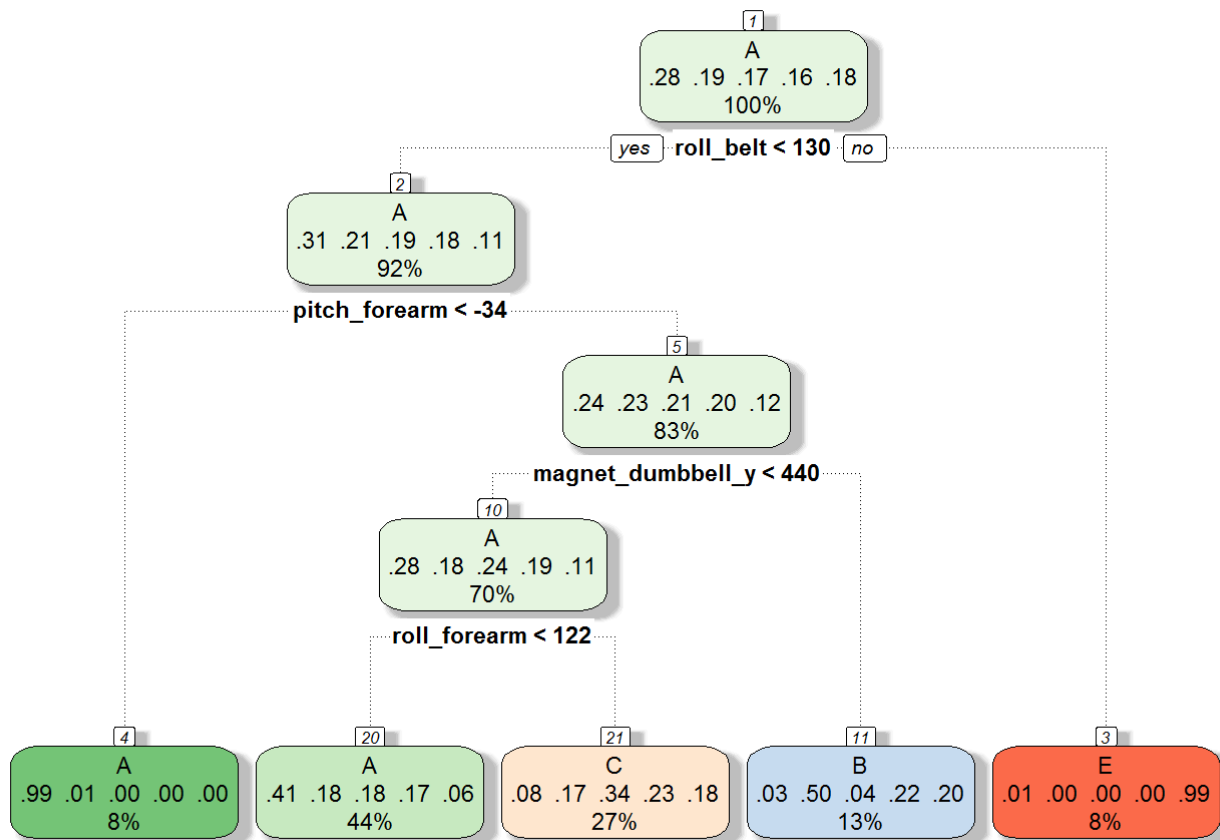 1
A
.28 .19 .17 .16 .18
100%
yes roll_belt < 130 no
2
A
.31 .21 .19 .18 .11
92%
pitch_forearm < -34
5
A
.24 .23 .21 .20 .12
83%
magnet_dumbbell_y < 440
10
A
.28 .18 .24 .19 .11
70%
roll_forearm < 122
4
A
.99 .01 .00 .00 .00
8%
20
A
.41 .18 .18 .17 .06
44%
21
C
.08 .17 .34 .23 .18
27%
11
B
.03 .50 .04 .22 .20
13%
3
E
.01 .00 .00 .00 .99
8%